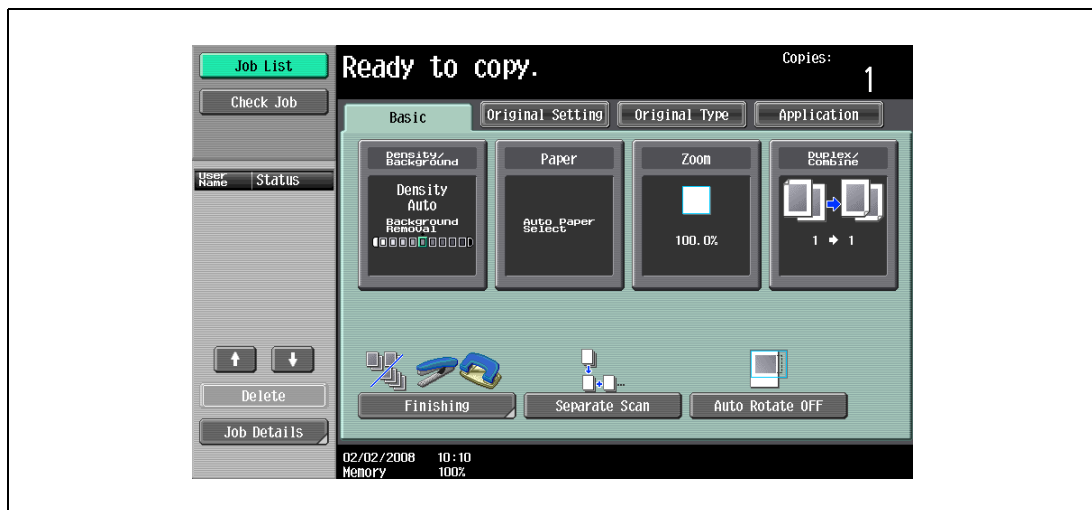 Job List
Check Job
User Name
Status
Delete
Job Details
Ready to copy.
Copies:
1
Basic
Original Setting
Original Type
Application
Density/
Background
Density
Auto
Background
Removal
Paper
Auto Paper
Select
Zoom
100.0%
Duplex/
Combine
1 → 1
Finishing
Separate Scan
Auto Rotate OFF
02/02/2008 10:10
Memory 100%